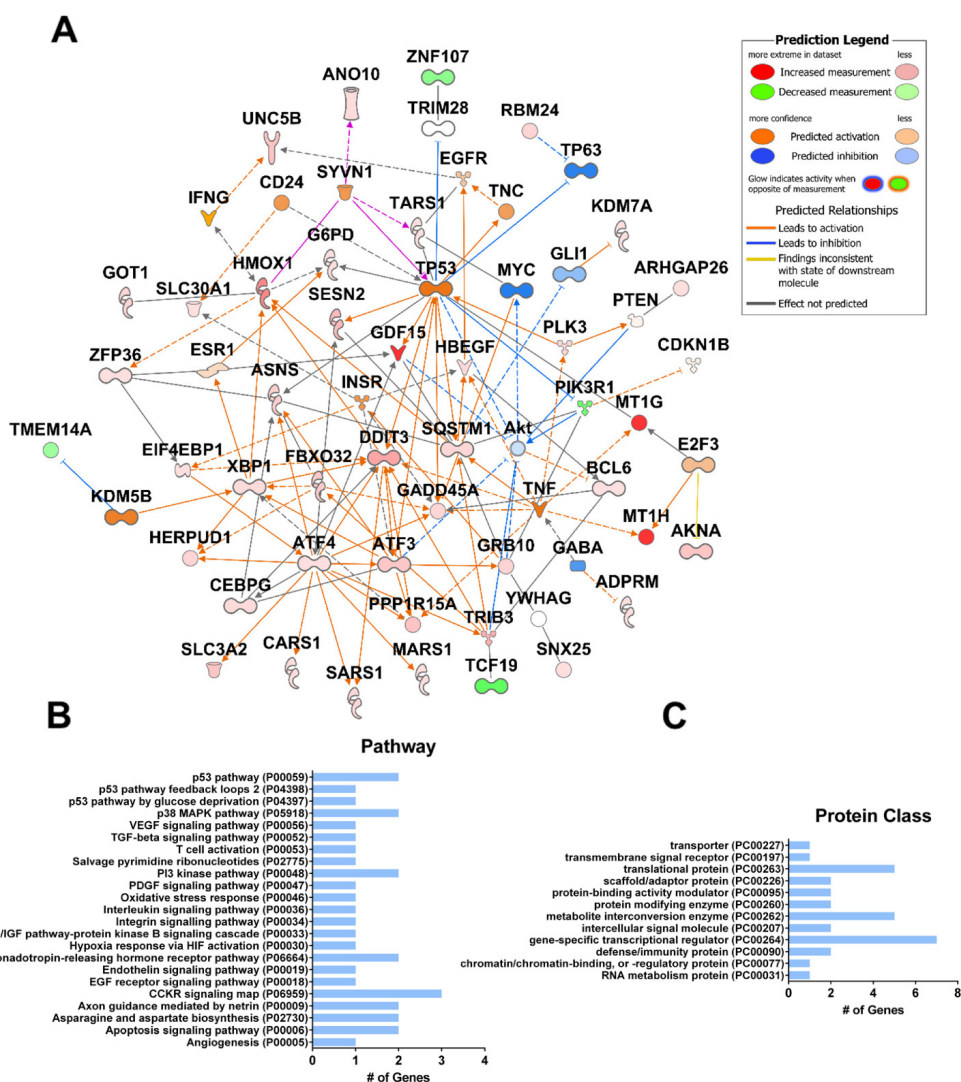 A
ZNF107
ANO10
TRIM28
RBM24
UNC5B
EGFR
TP63
CD24
SYVN1
TNC
IFNG
TARS1
KDM7A
G6PD
GLI1
GOT1
HMOX1
TP53
MYC
ARHGAP26
SLC30A1
SESN2
PTEN
GDF15
PLK3
HBEGF
CDKN1B
ZFP36
ESR1
ASNS
INSR
PIK3R1
MT1G
TMEM14A
DDIT3
SQSTM1
Akt
E2F3
EIF4EBP1
FBXO32
XBP1
BCL6
KDM5B
GADD45A
TNF
MT1H
HERPUD1
AKNA
ATF4
ATF3
GRB10
GABA
CEBPG
ADPRM
PPP1R15A
YWHAG
TRIB3
SLC3A2
CARS1
MARS1
SNX25
SARS1
TCF19
Prediction Legend
more extreme in dataset less
Increased measurement
Decreased measurement
more confidence less
Predicted activation
Predicted inhibition
Glow indicates activity when
opposite of measurement
Predicted Relationships
Leads to activation
Leads to inhibition
Findings inconsistent
with state of downstream
molecule
Effect not predicted
B
Pathway
p53 pathway (P00059)
p53 pathway feedback loops 2 (P04398)
p53 pathway by glucose deprivation (P04397)
p38 MAPK pathway (P05918)
VEGF signaling pathway (P00056)
TGF-beta signaling pathway (P00052)
T cell activation (P00053)
Salvage pyrimidine ribonucleotides (P02775)
PI3 kinase pathway (P00048)
PDGF signaling pathway (P00047)
Oxidative stress response (P00046)
Interleukin signaling pathway (P00036)
Integrin signalling pathway (P00034)
/IGF pathway-protein kinase B signaling cascade (P00033)
Hypoxia response via HIF activation (P00030)
onadotropin-releasing hormone receptor pathway (P06664)
Endothelin signaling pathway (P00019)
EGF receptor signaling pathway (P00018)
CCKR signaling map (P06959)
Axon guidance mediated by netrin (P00009)
Asparagine and aspartate biosynthesis (P02730)
Apoptosis signaling pathway (P00006)
Angiogenesis (P00005)
0 1 2 3 4
# of Genes
C
Protein Class
transporter (PC00227)
transmembrane signal receptor (PC00197)
translational protein (PC00263)
scaffold/adaptor protein (PC00226)
protein-binding activity modulator (PC00095)
protein modifying enzyme (PC00260)
metabolite interconversion enzyme (PC00262)
intercellular signal molecule (PC00207)
gene-specific transcriptional regulator (PC00264)
defense/immunity protein (PC00090)
chromatin/chromatin-binding, or -regulatory protein (PC00077)
RNA metabolism protein (PC00031)
0 2 4 6 8
# of Genes